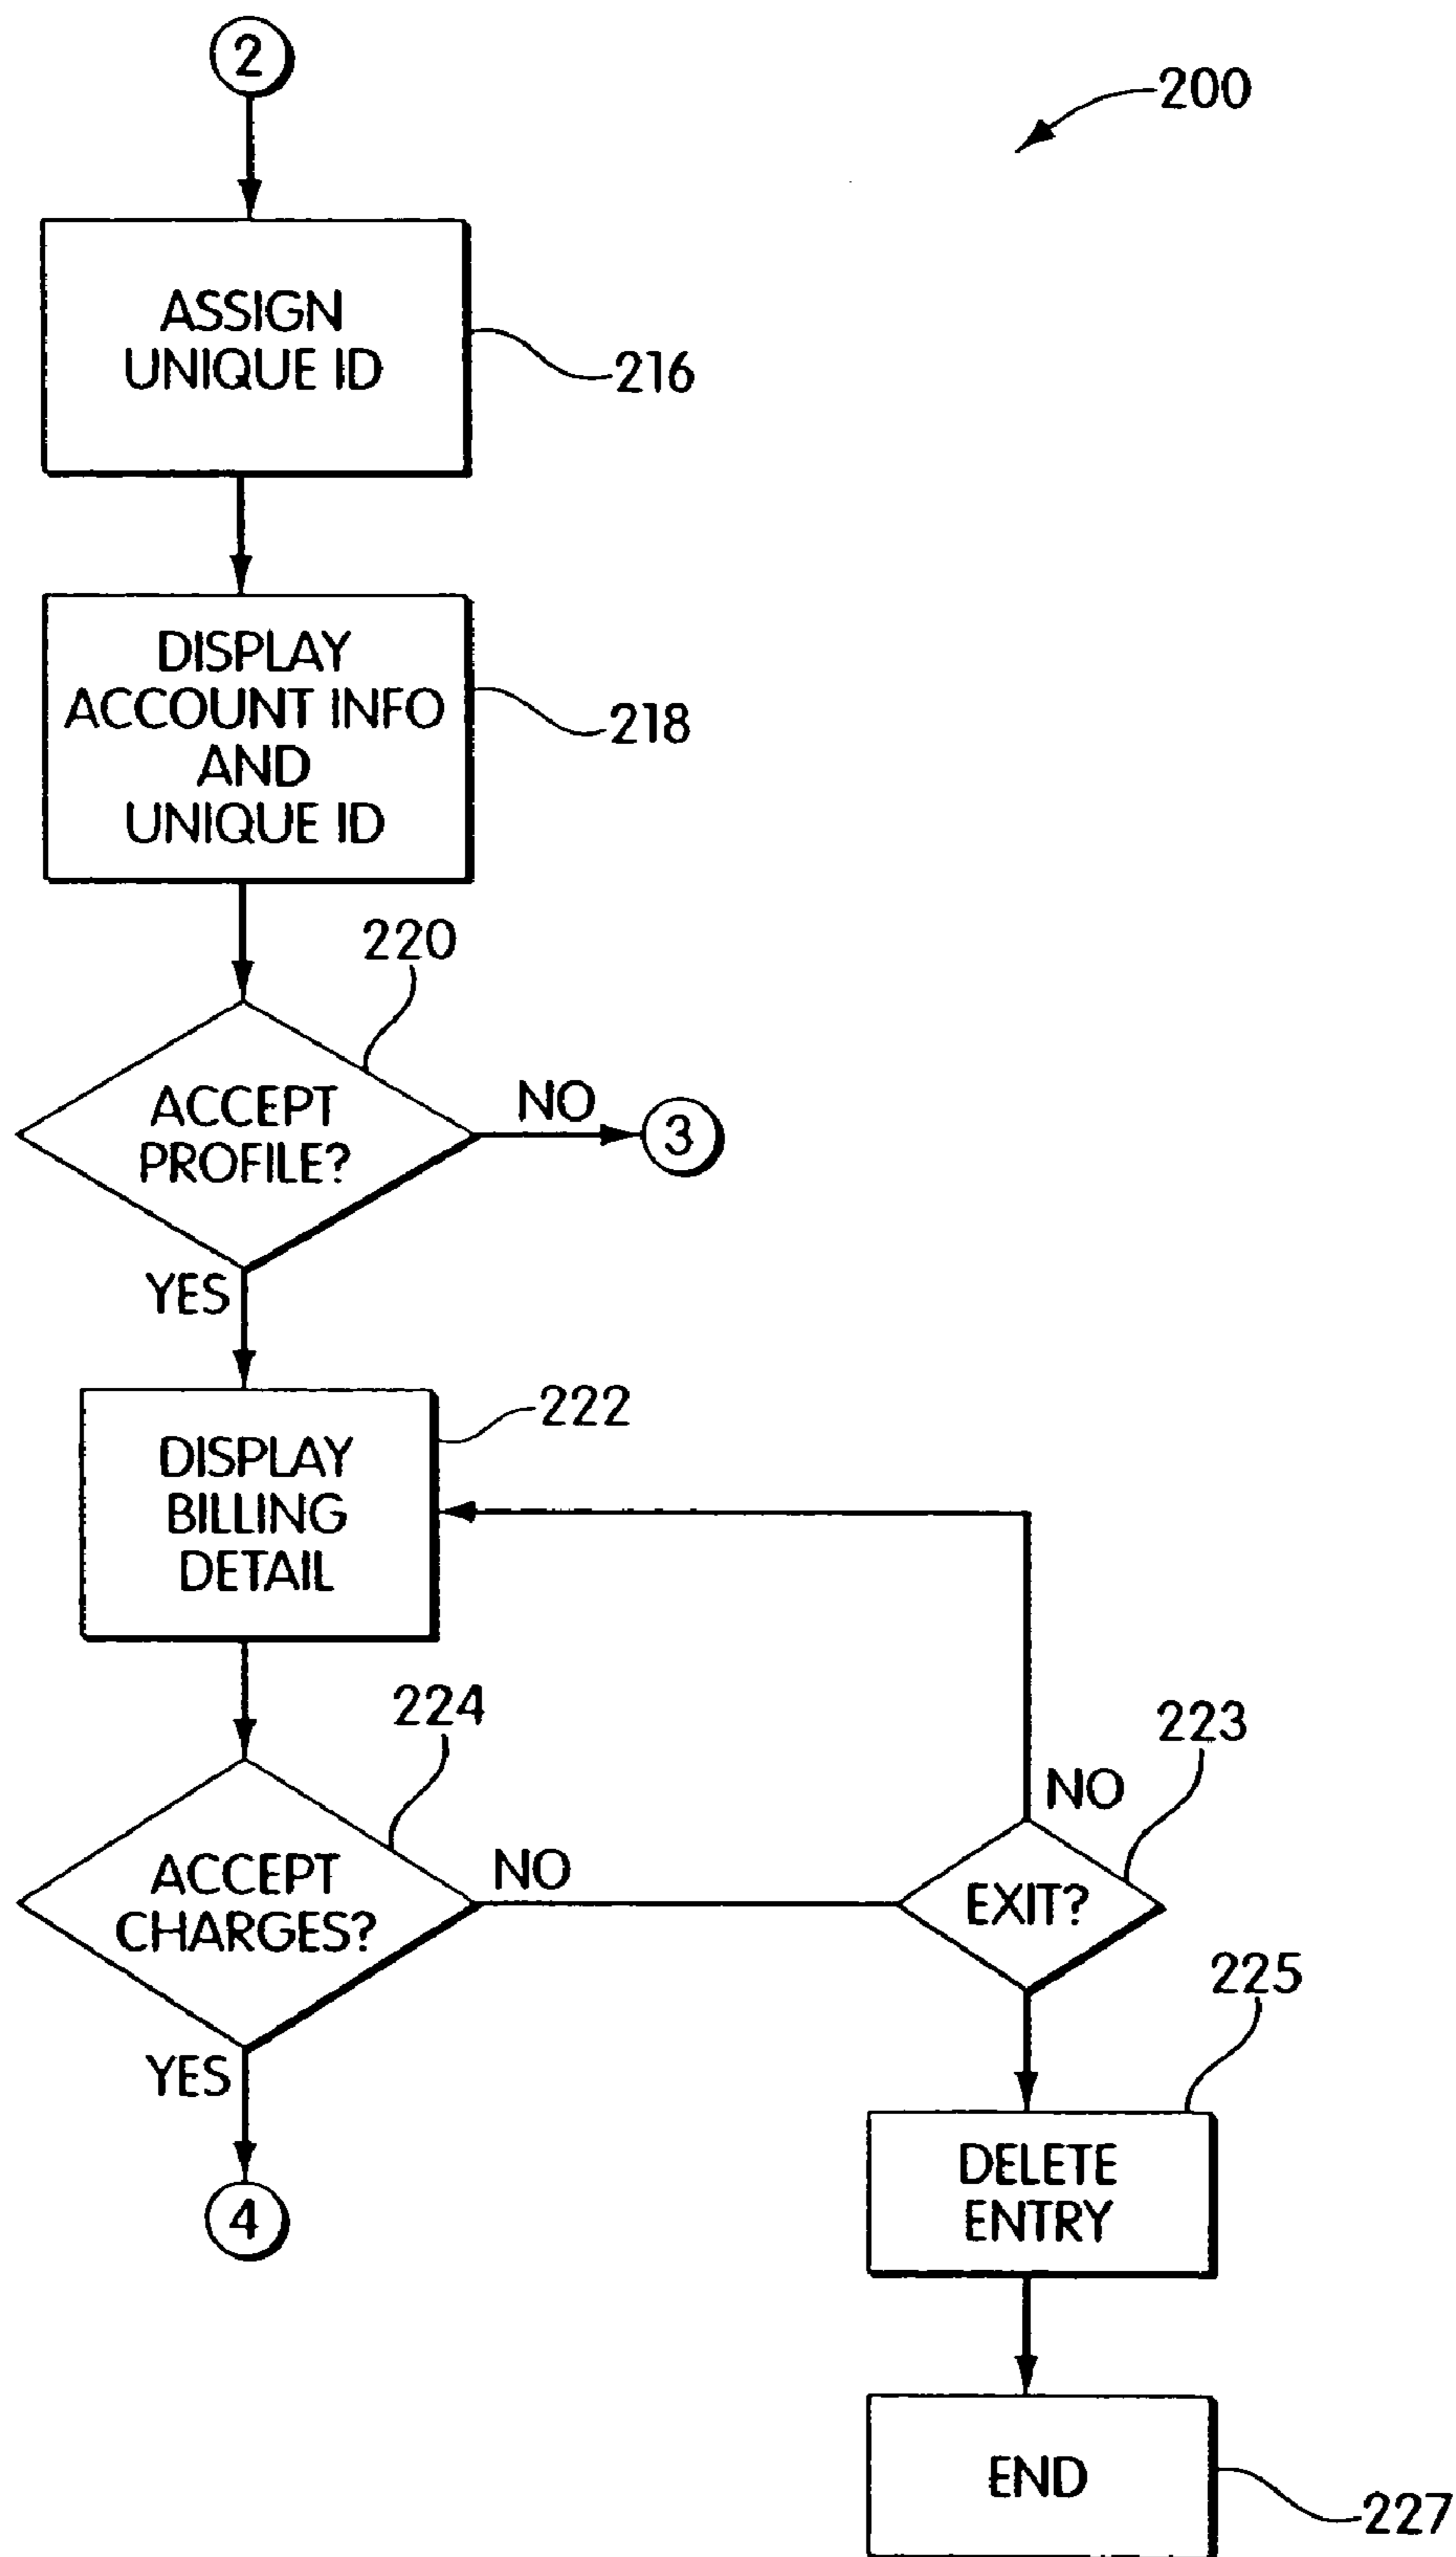 2
200
ASSIGN
UNIQUE ID
216
DISPLAY
ACCOUNT INFO
AND
UNIQUE ID
218
220
ACCEPT
PROFILE?
NO
3
YES
222
DISPLAY
BILLING
DETAIL
224
223
NO
ACCEPT
CHARGES?
NO
EXIT?
225
YES
DELETE
ENTRY
4
END
227